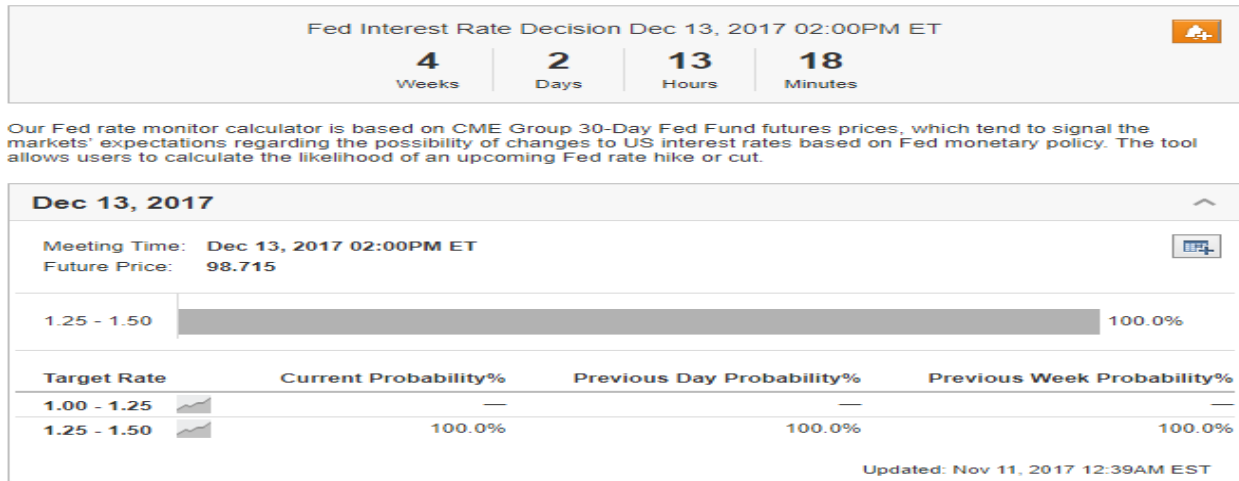 Fed Interest Rate Decision Dec 13, 2017 02:00PM ET
4 2 13 18
Weeks Days Hours Minutes
Our Fed rate monitor calculator is based on CME Group 30-Day Fed Fund futures prices, which tend to signal the
markets' expectations regarding the possibility of changes to US interest rates based on Fed monetary policy. The tool
allows users to calculate the likelihood of an upcoming Fed rate hike or cut.
Dec 13, 2017
Meeting Time: Dec 13, 2017 02:00PM ET
Future Price: 98.715
1.25 - 1.50 100.0%
Target Rate Current Probability% Previous Day Probability% Previous Week Probability%
1.00 - 1.25 — — —
1.25 - 1.50 100.0% 100.0% 100.0%
Updated: Nov 11, 2017 12:39AM EST